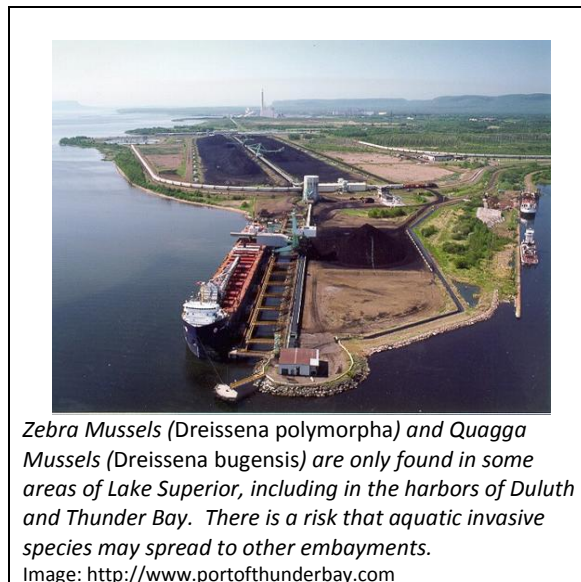 Zebra Mussels (Dreissena polymorpha) and Quagga
Mussels (Dreissena bugensis) are only found in some
areas of Lake Superior, including in the harbors of Duluth
and Thunder Bay.  There is a risk that aquatic invasive
species may spread to other embayments.
Image: http://www.portofthunderbay.com